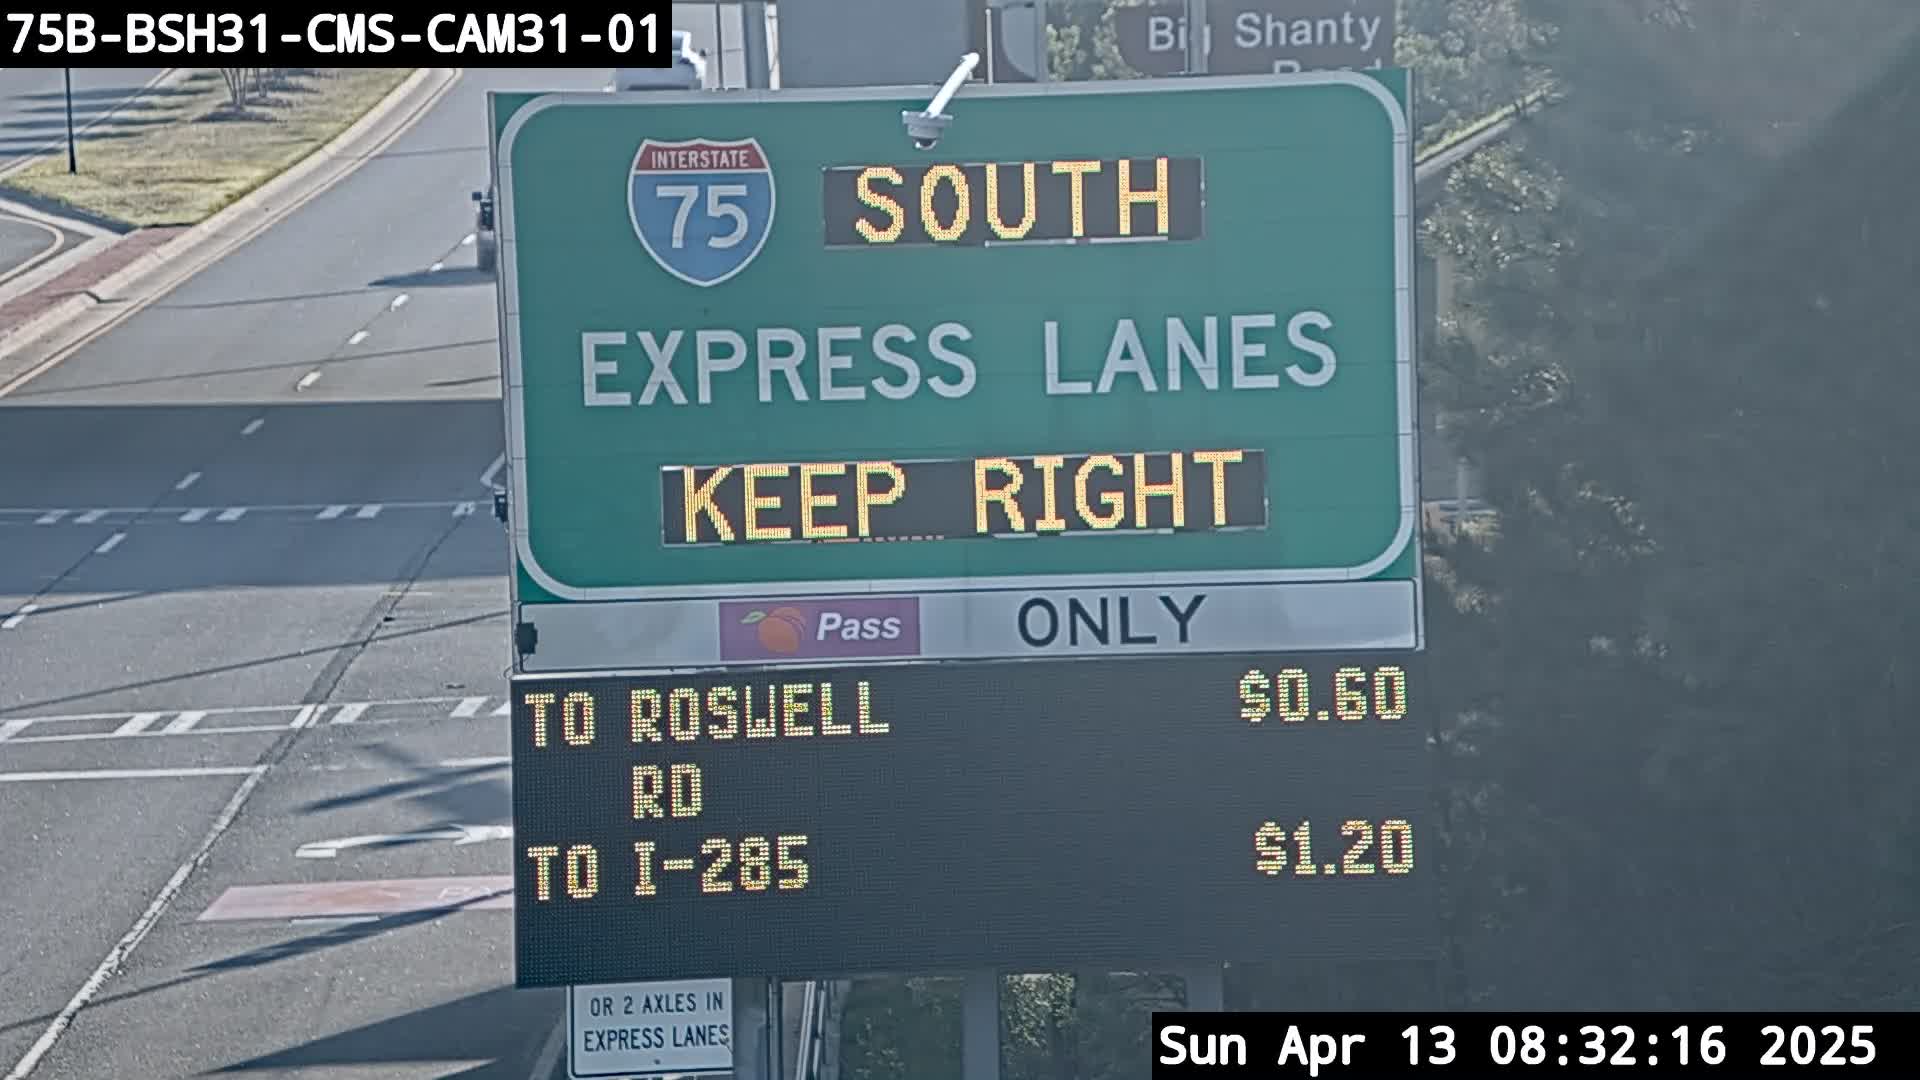 75B-BSH31-CMS-CAM31-01
Big Shanty
INTERSTATE
75
SOUTH
EXPRESS LANES
KEEP RIGHT
Pass ONLY
TO ROSWELL $0.60
RD
TO I-285 $1.20
OR 2 AXLES IN
EXPRESS LANES
Sun Apr 13 08:32:16 2025